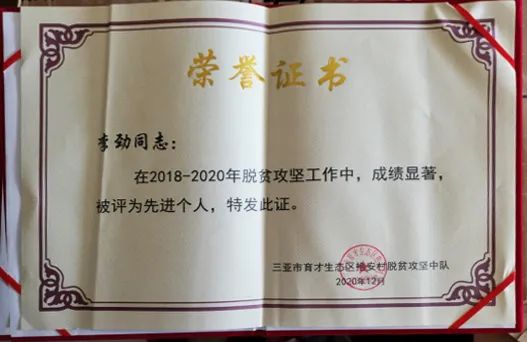 荣誉证书
李劲同志：
在2018-2020年脱贫攻坚工作中，成绩显著，
被评为先进个人，特发此证。
三亚市育才生态区雅安村脱贫攻坚中队
2020年12月